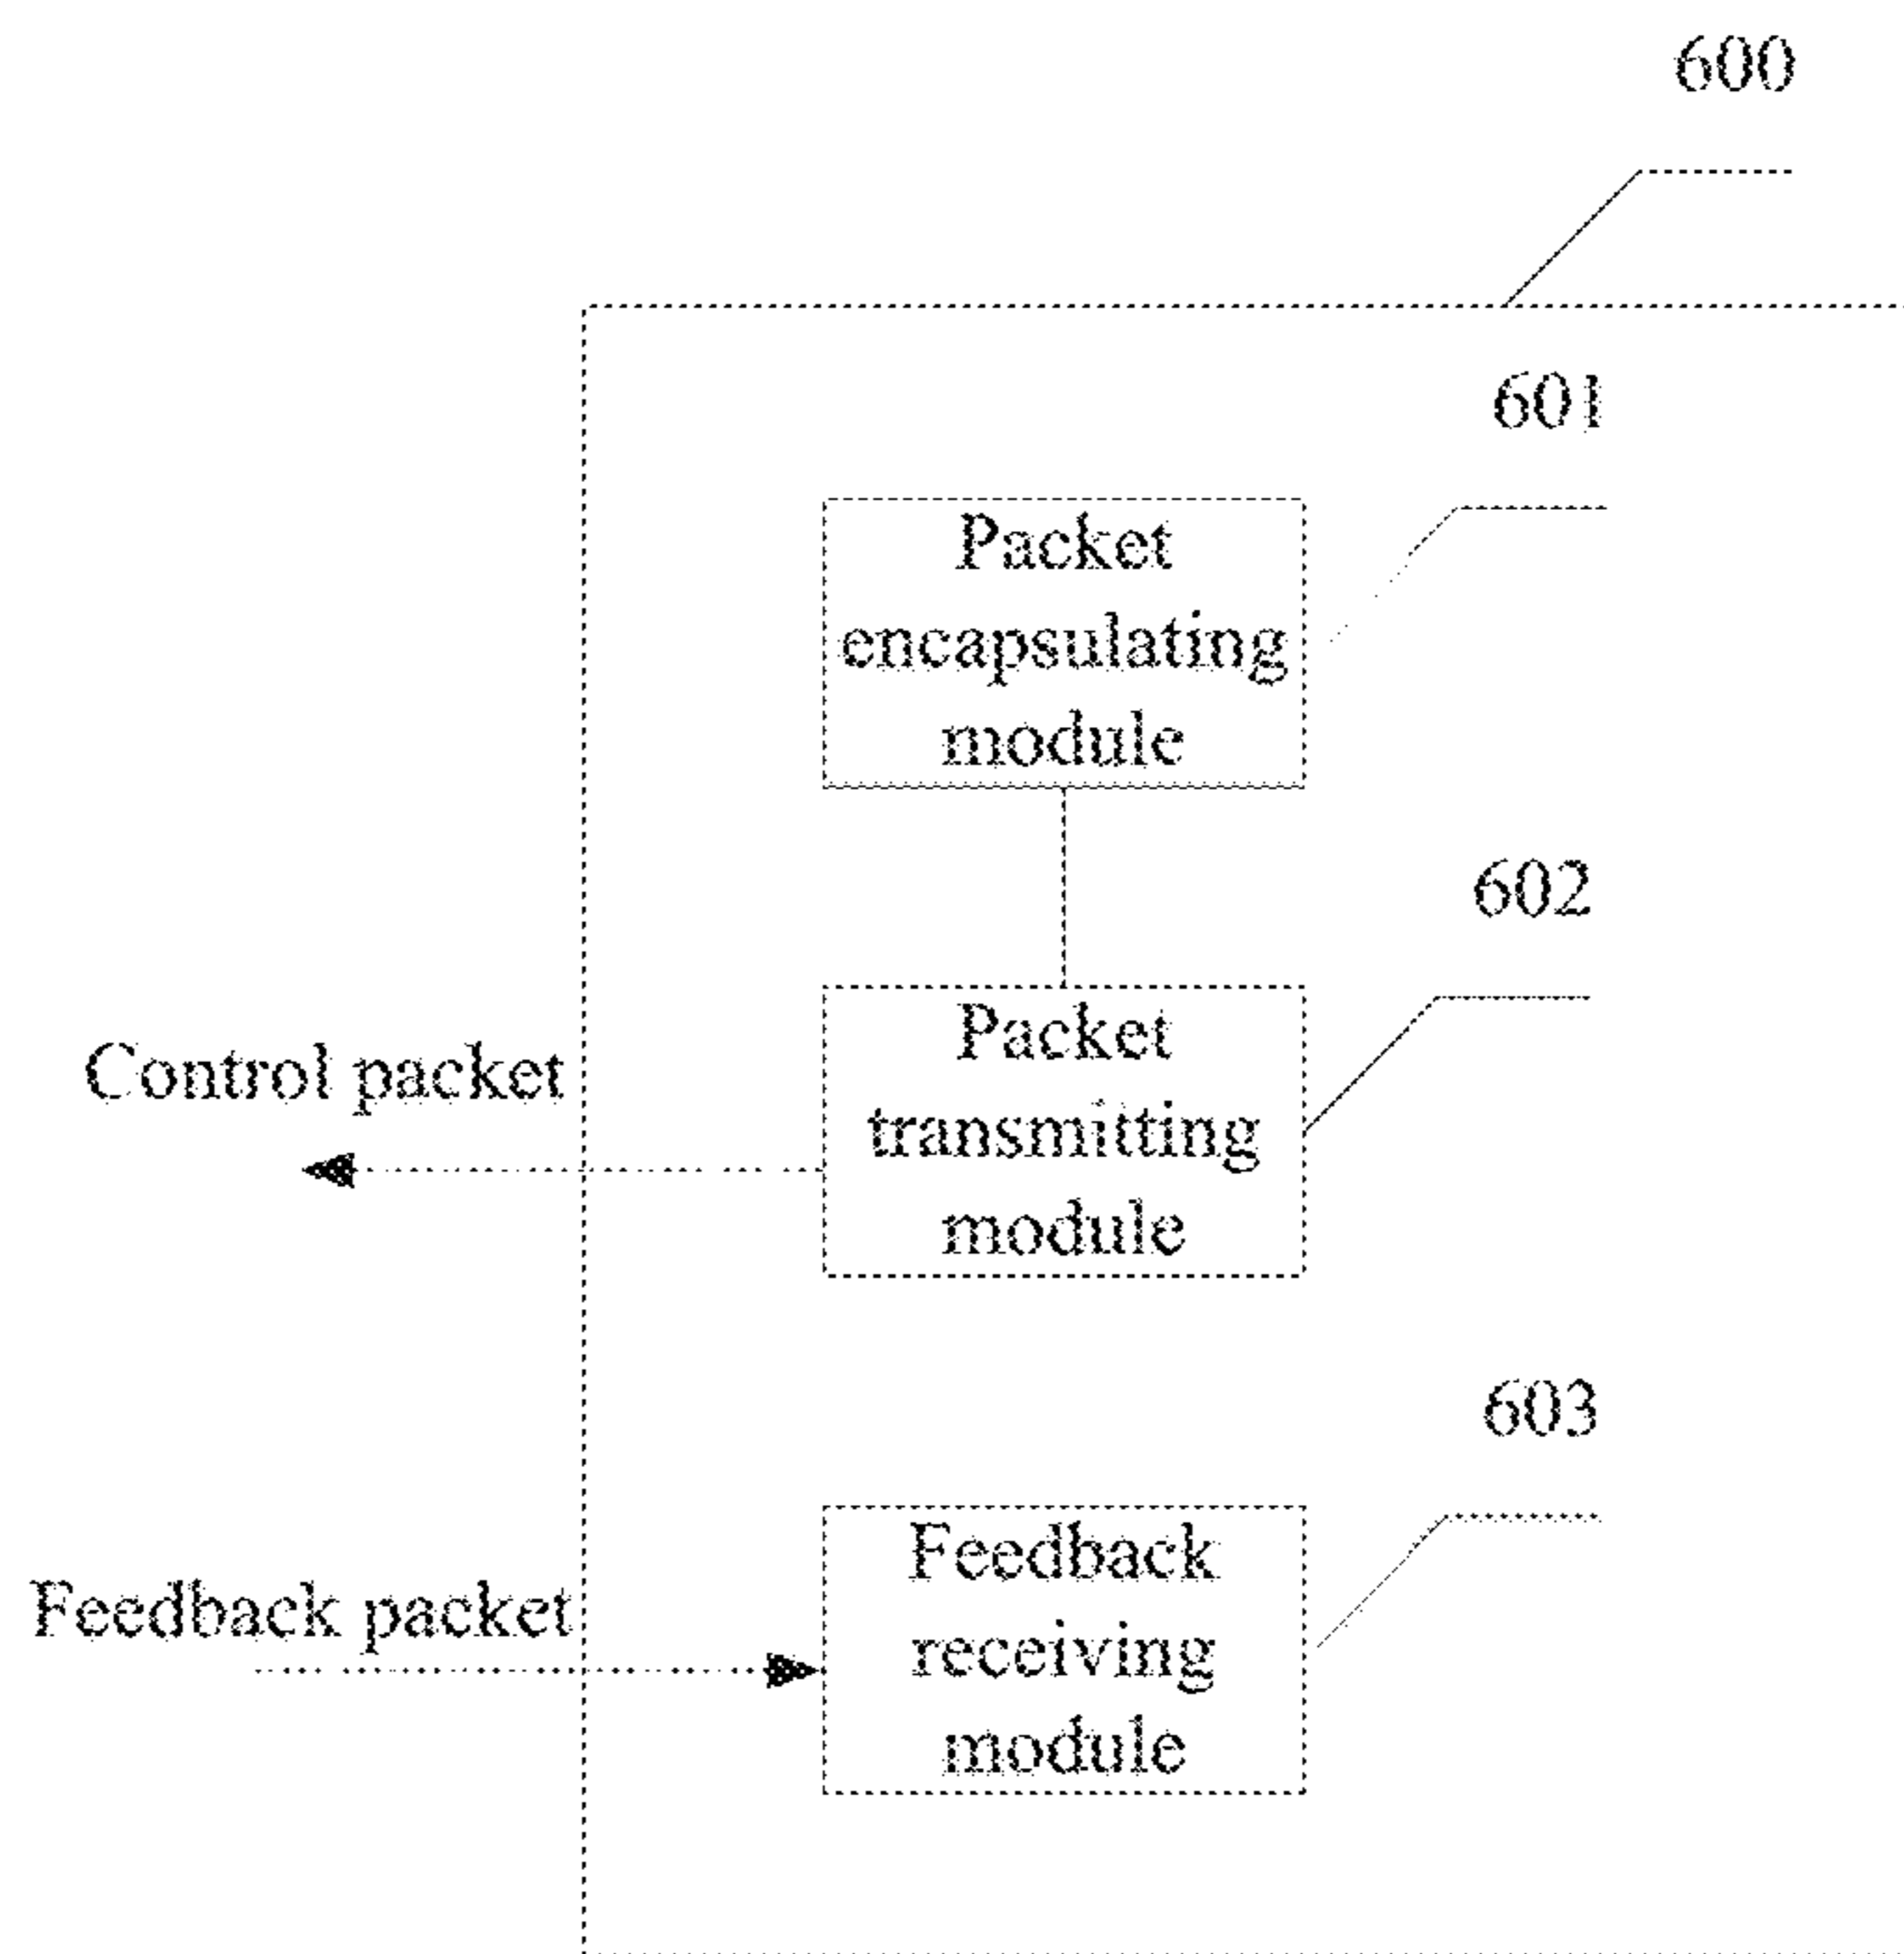 600
601
Packet
encapsulating
module
602
Packet
transmitting
module
Control packet
603
Feedback
receiving
module
Feedback packet